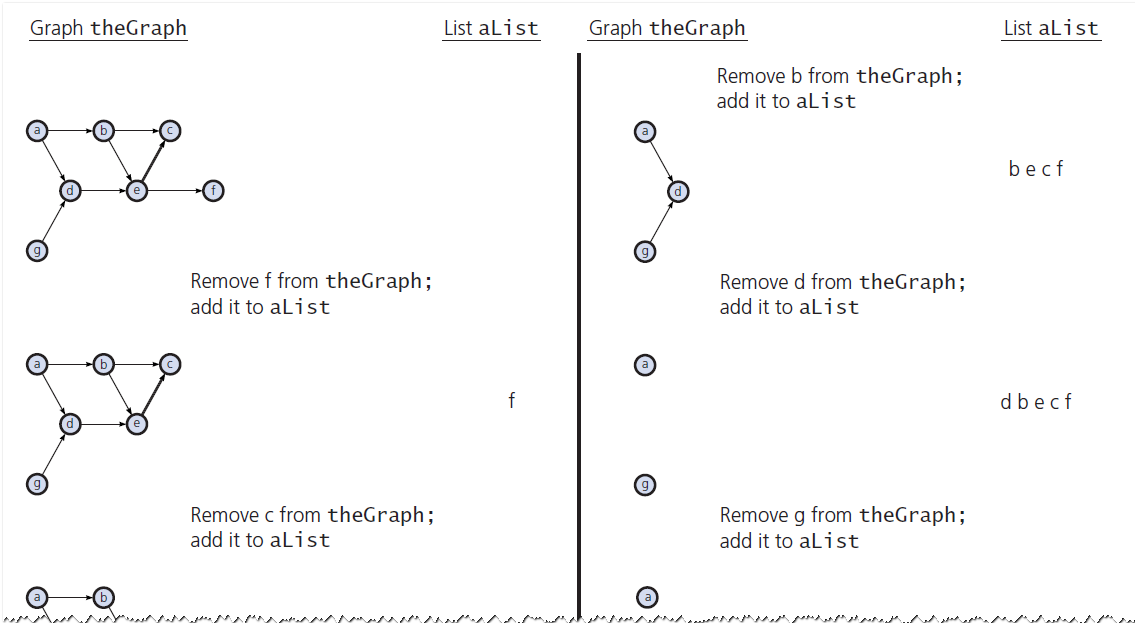 Graph theGraph
List aList
a b c
d e f
g
Remove f from theGraph;
add it to aList
a b c
d e
f
g
Remove c from theGraph;
add it to aList
a b
Graph theGraph
List aList
Remove b from theGraph;
add it to aList
a
b e c f
d
g
Remove d from theGraph;
add it to aList
a
d b e c f
g
Remove g from theGraph;
add it to aList
a